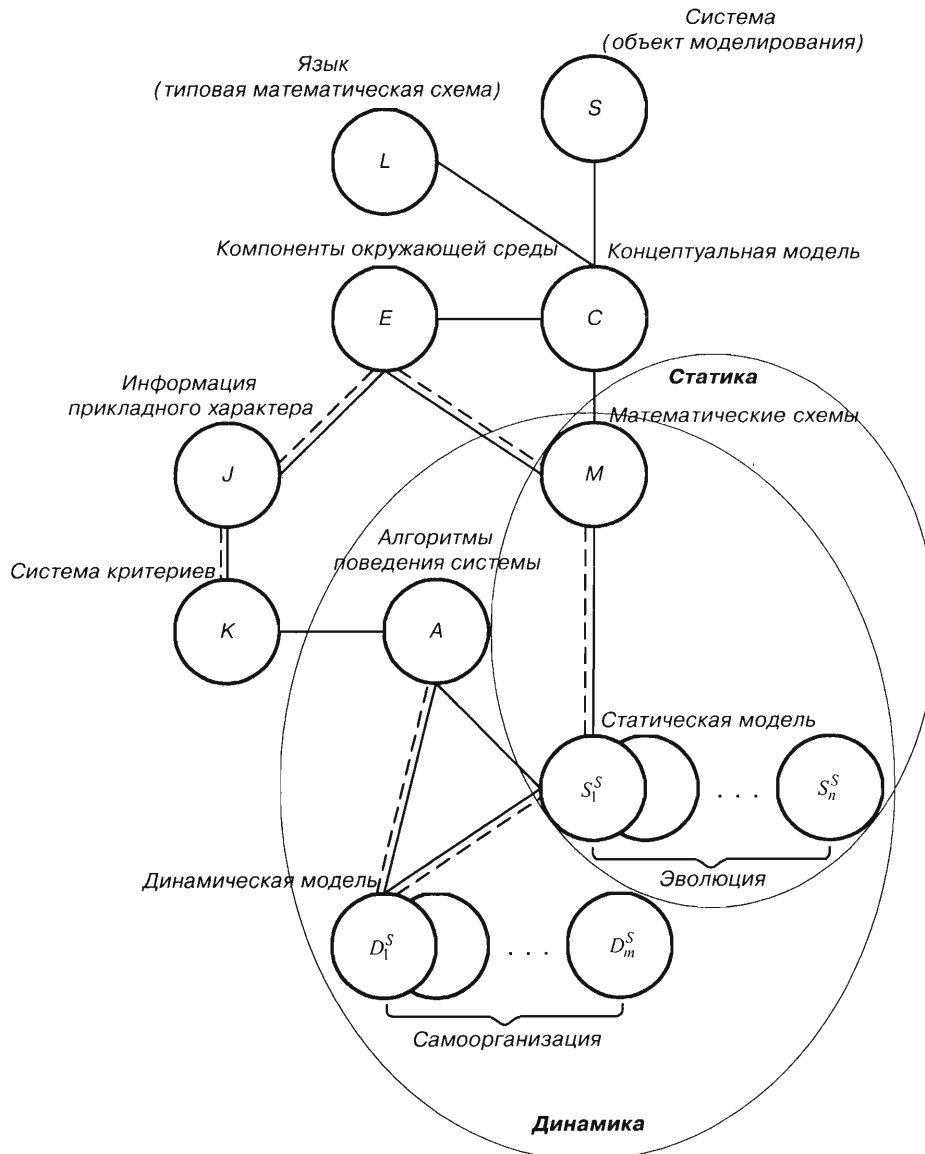 Система
(объект моделирования)
Язык
(типовая математическая схема)
S
L
Компоненты окружающей среды
Концептуальная модель
E
C
Статика
Информация
прикладного характера
Математические схемы
J
M
Алгоритмы
поведения системы
Система критериев
K
A
Статическая модель
S₁ˢ
. . .
Sₙˢ
Эволюция
Динамическая модель
D₁ˢ
. . .
Dₘˢ
Самоорганизация
Динамика